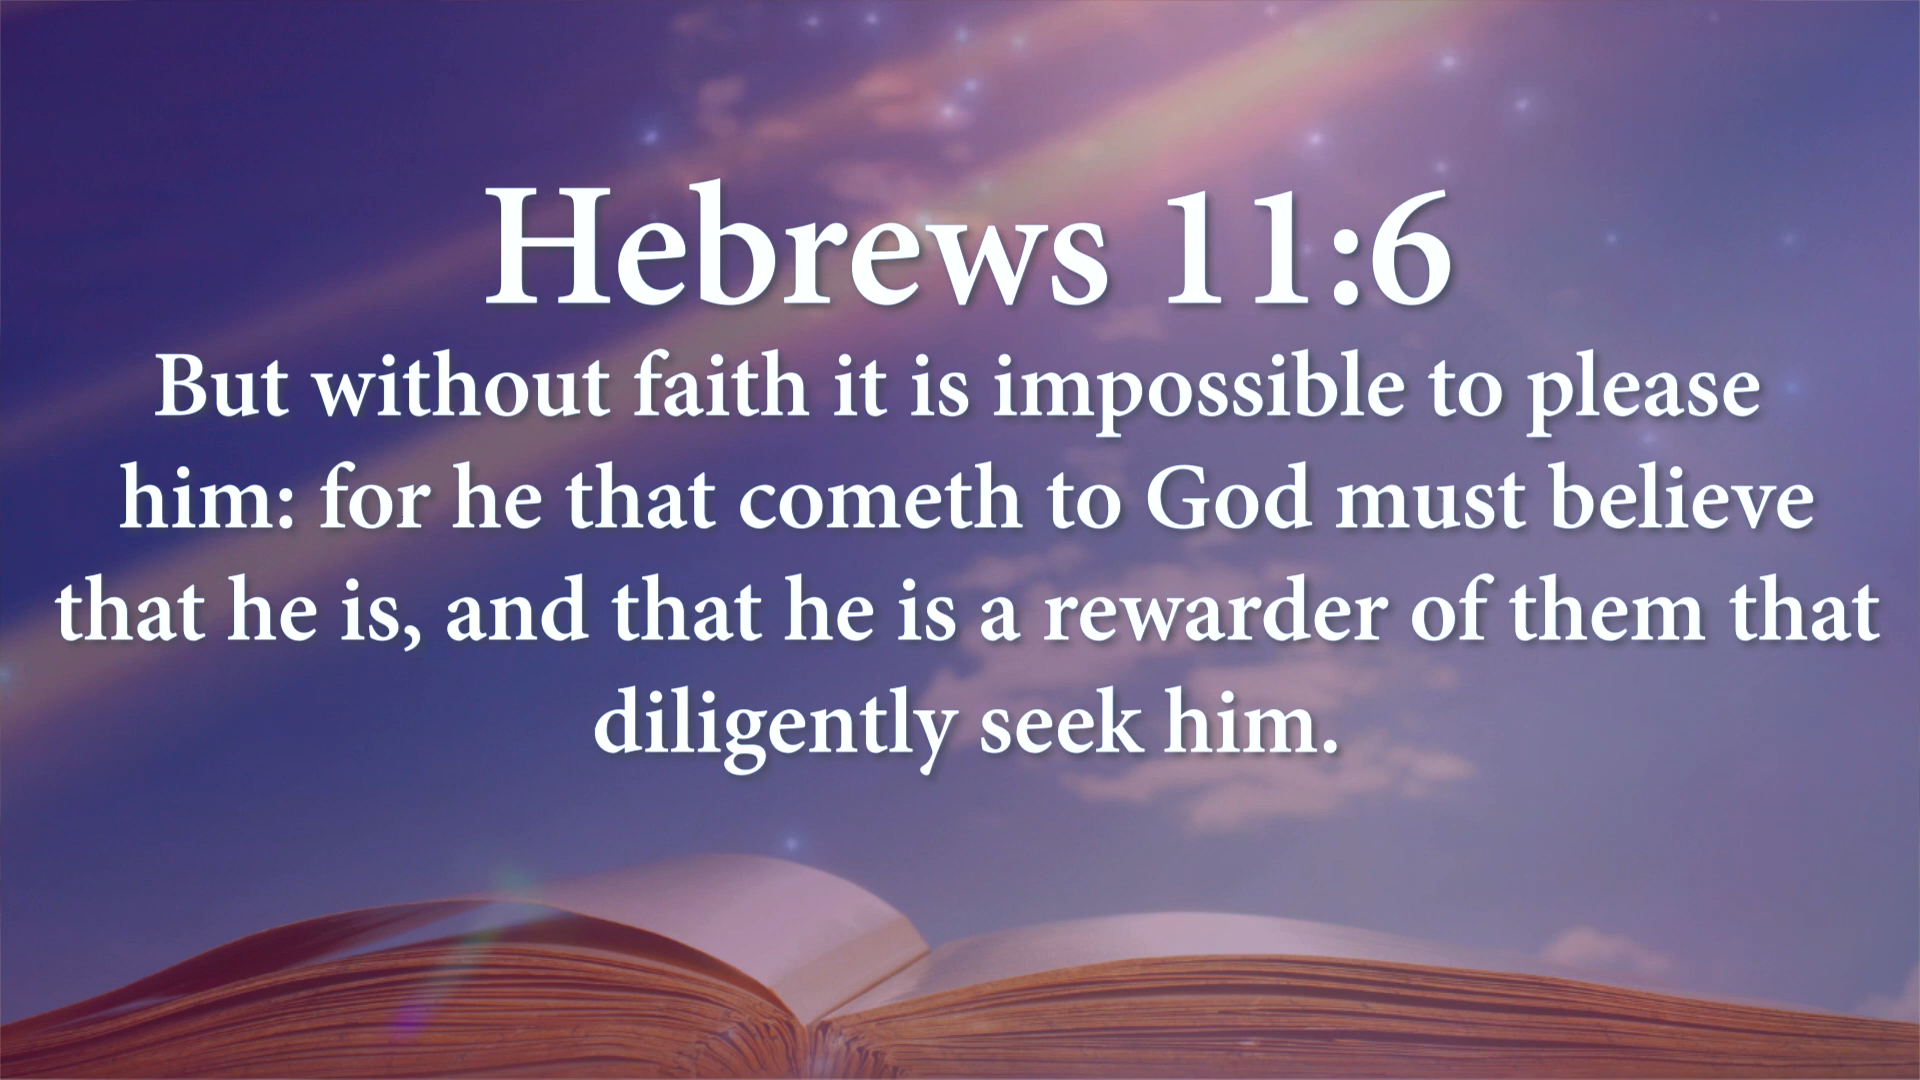 Hebrews 11:6
But without faith it is impossible to please
him: for he that cometh to God must believe
that he is, and that he is a rewarder of them that
diligently seek him.